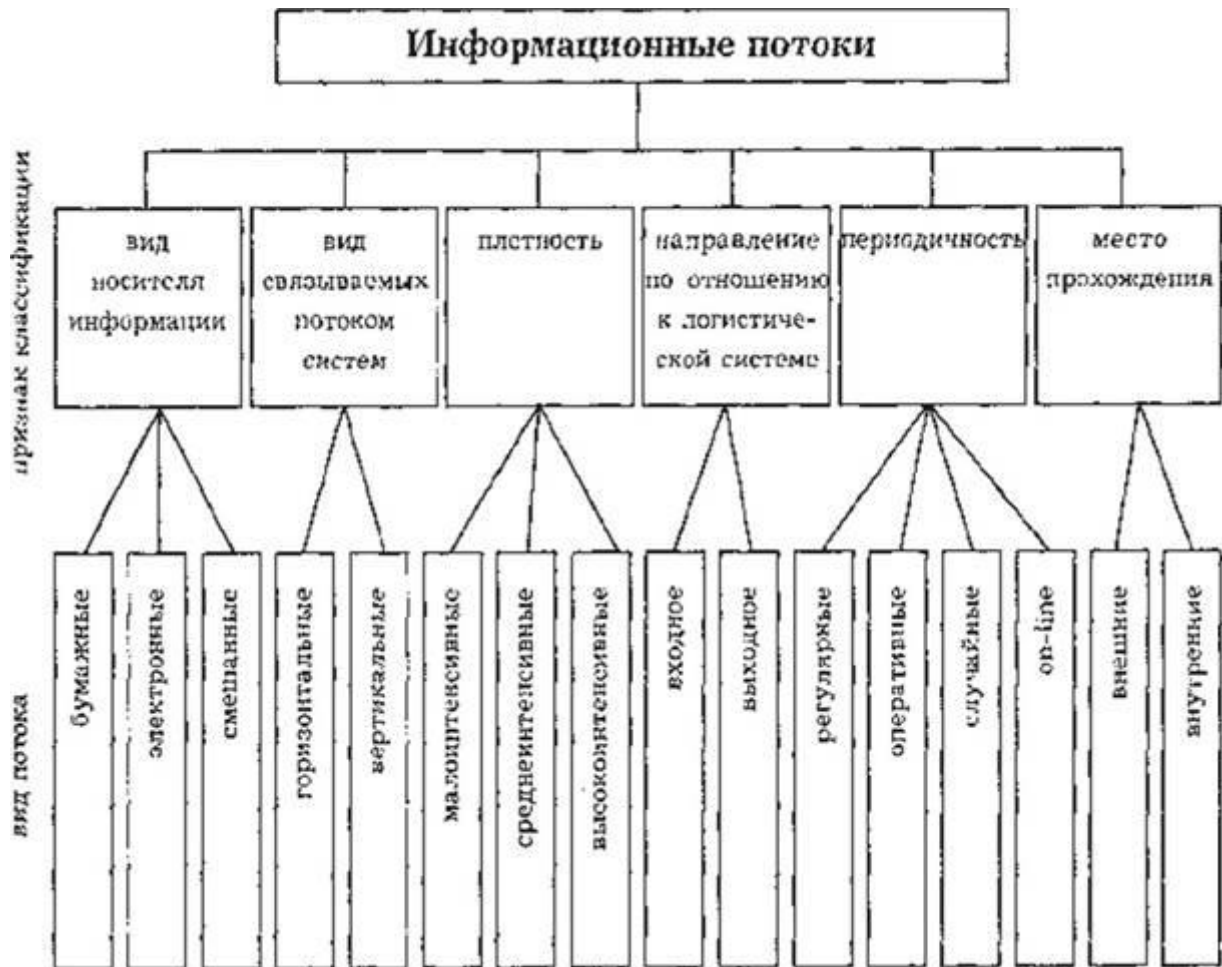 Информационные потоки
признак классификации
вид
носителя
информации
вид
связываемых
потоком
систем
плотность
направление
по отношению
к логистиче-
ской системе
периодичность
место
прохождения
вид потока
бумажные
электронные
смешанные
горизонтальные
вертикальные
малоинтенсивные
среднеинтенсивные
высокоинтенсивные
входное
выходное
регулярные
оперативные
случайные
on-line
внешние
внутренние